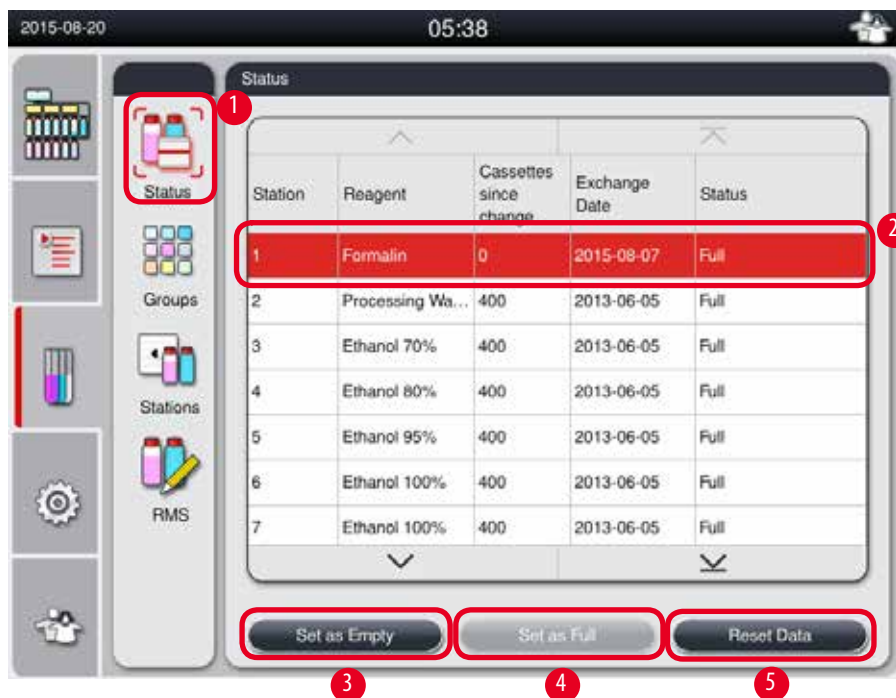 2015-08-20 05:38
Status
1
Station Reagent Cassettes since change Exchange Date Status
2
1 Formalin 0 2015-08-07 Full
2 Processing Wa... 400 2013-06-05 Full
3 Ethanol 70% 400 2013-06-05 Full
4 Ethanol 80% 400 2013-06-05 Full
5 Ethanol 95% 400 2013-06-05 Full
6 Ethanol 100% 400 2013-06-05 Full
7 Ethanol 100% 400 2013-06-05 Full
Status
Groups
Stations
RMS
Set as Empty Set as Full Reset Data
3 4 5